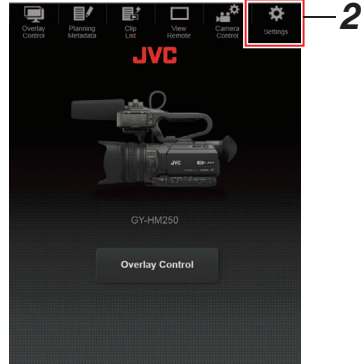 Overlay
Control
Planning
Metadata
Clip
List
View
Remote
Camera
Control
Settings
2
JVC
JVC
GY-HM250
Overlay Control